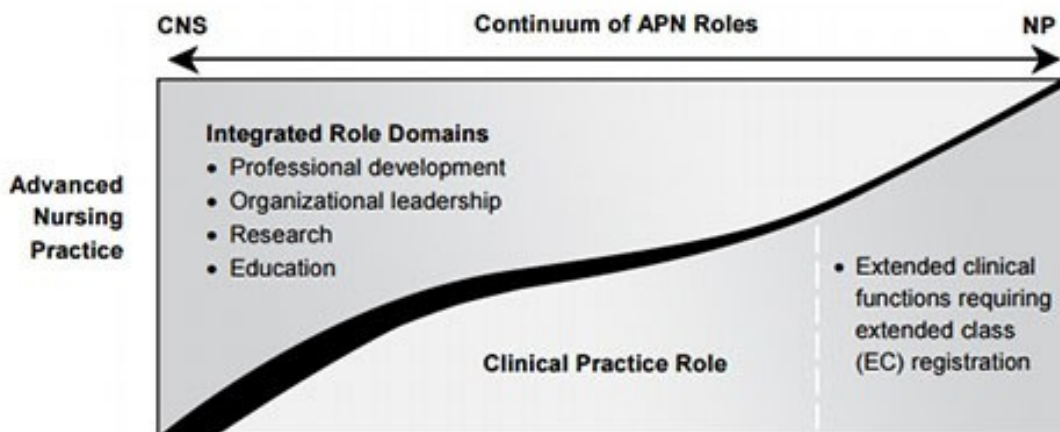 CNS Continuum of APN Roles NP
Integrated Role Domains
• Professional development
• Organizational leadership
• Research
• Education
Advanced
Nursing
Practice
• Extended clinical
functions requiring
extended class
(EC) registration
Clinical Practice Role